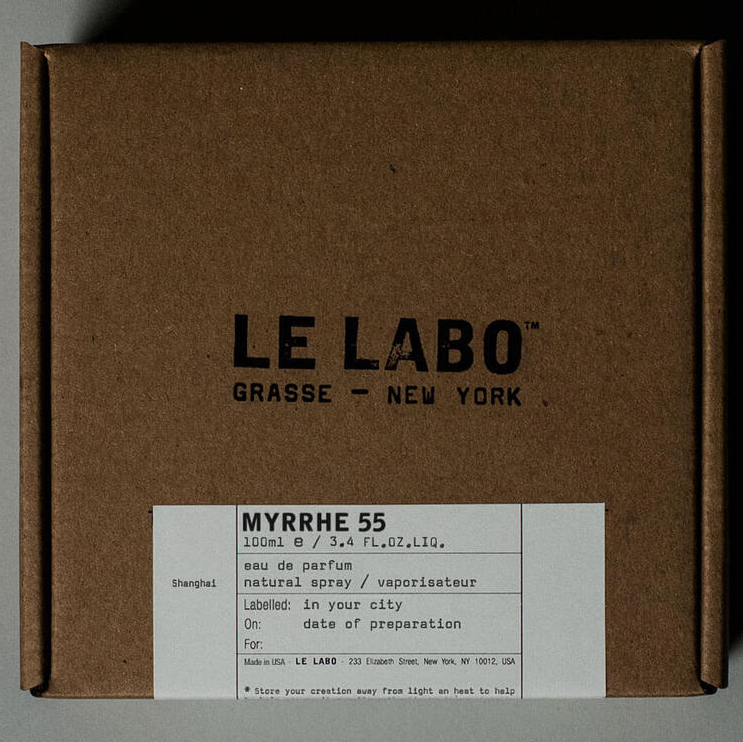 LE LABO™
GRASSE — NEW YORK
MYRRHE 55
100ml e / 3.4 FL.OZ.LIQ.
eau de parfum
natural spray / vaporisateur
Shanghai
Labelled: in your city
On: date of preparation
For:
Made in USA - LE LABO - 233 Elizabeth Street, New York, NY 10012, USA
* Store your creation away from light an heat to help